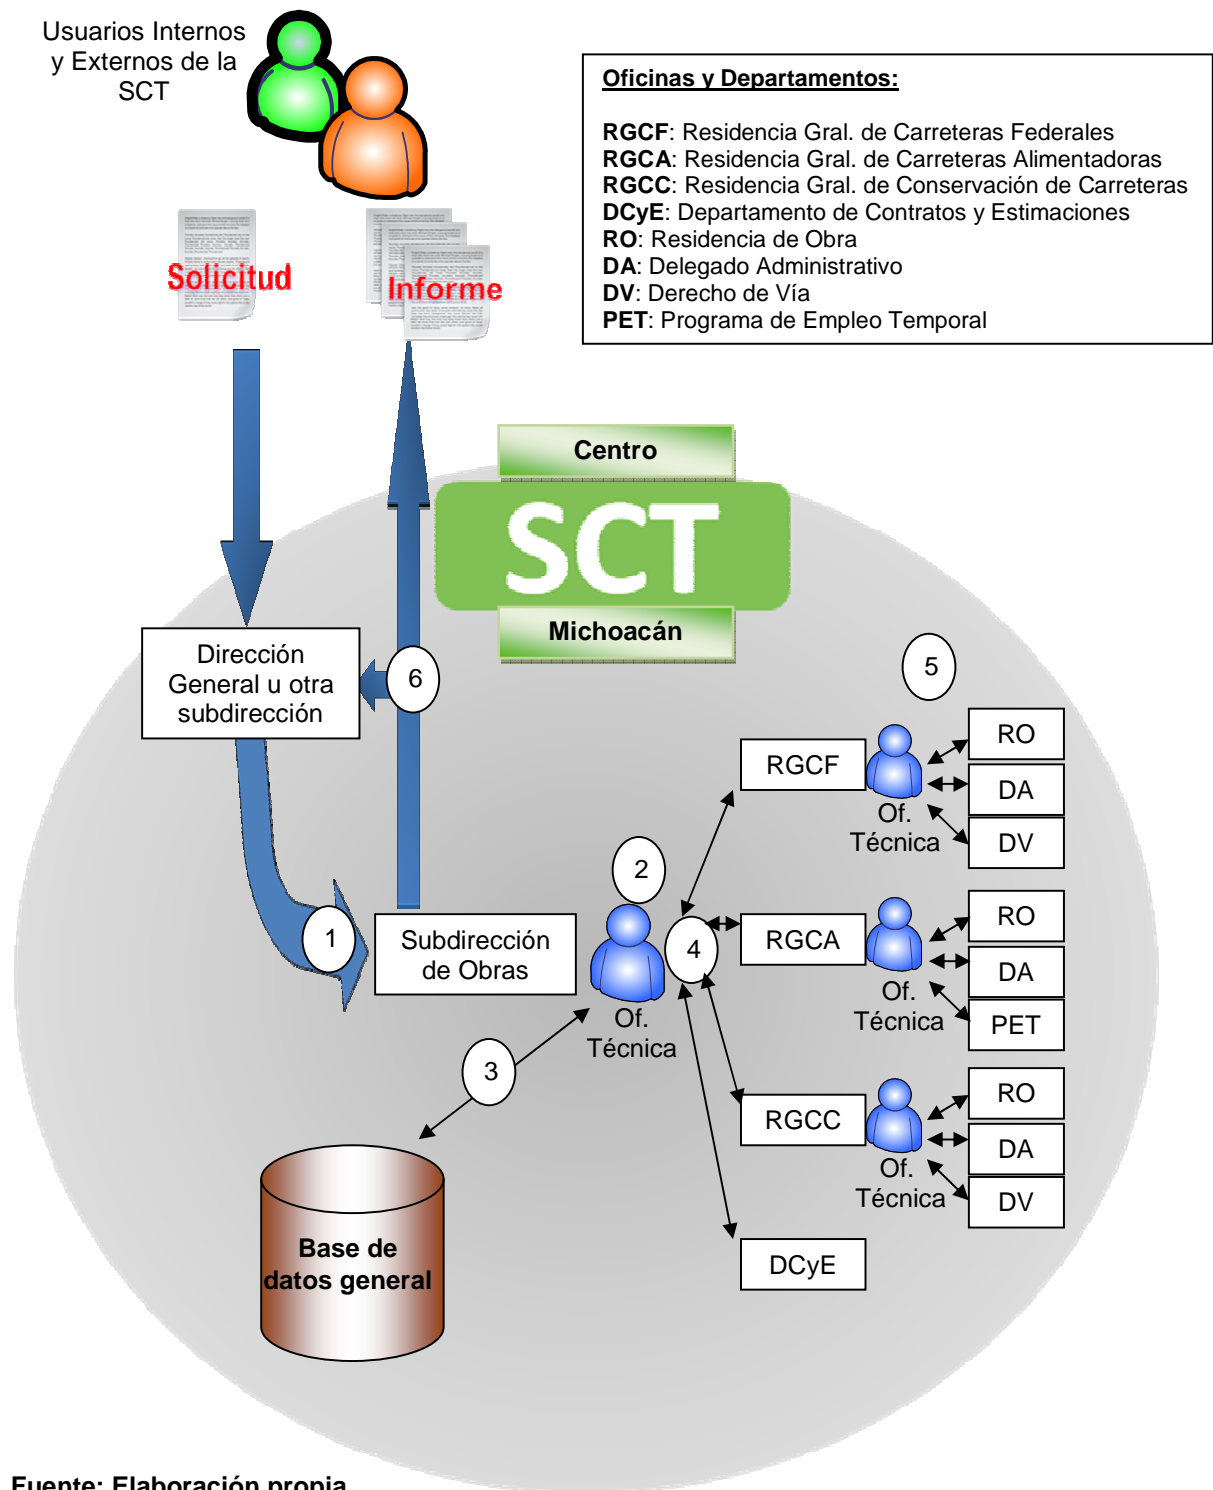 Usuarios Internos
y Externos de la
SCT
Oficinas y Departamentos:
RGCF: Residencia Gral. de Carreteras Federales
RGCA: Residencia Gral. de Carreteras Alimentadoras
RGCC: Residencia Gral. de Conservación de Carreteras
DCyE: Departamento de Contratos y Estimaciones
RO: Residencia de Obra
DA: Delegado Administrativo
DV: Derecho de Vía
PET: Programa de Empleo Temporal
Solicitud
Informe
Centro
SCT
Michoacán
Dirección
General u otra
subdirección
6
5
RGCF
Of.
Técnica
RO
DA
DV
2
1
Subdirección
de Obras
Of.
Técnica
4
RGCA
Of.
Técnica
RO
DA
PET
3
RGCC
Of.
Técnica
RO
DA
DV
DCyE
Base de
datos general
Fuente: Elaboración propia